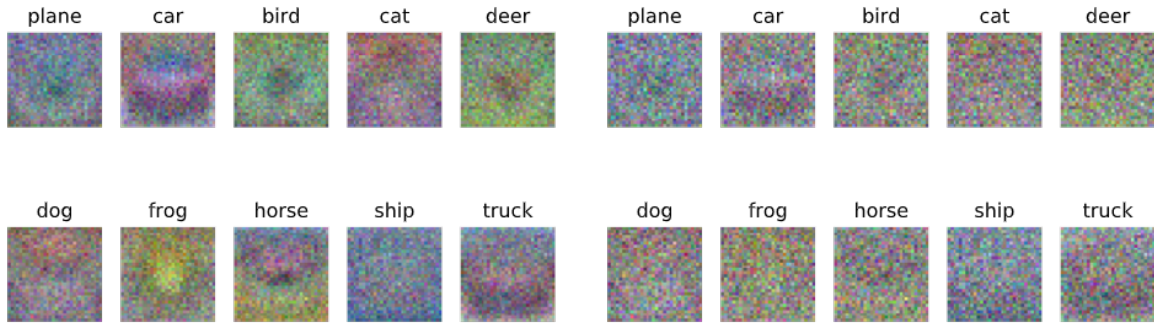 plane car bird cat deer plane car bird cat deer
dog frog horse ship truck dog frog horse ship truck